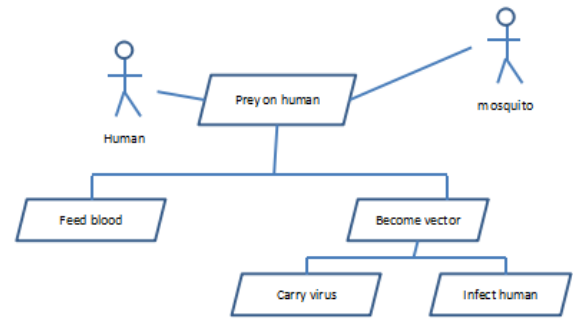 Prey on human
mosquito
Human
Feed blood
Become vector
Carry virus
Infect human